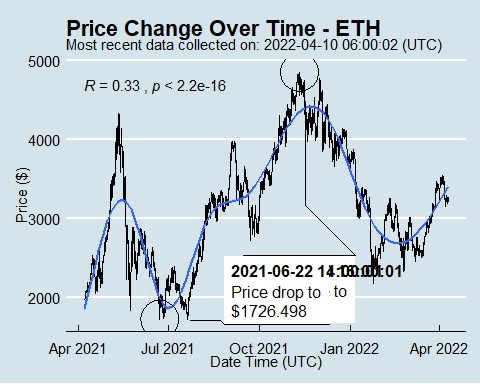 Price Change Over Time - ETH
Most recent data collected on: 2022-04-10 06:00:02 (UTC)
R = 0.33 , p < 2.2e-16
5000
4000
3000
2000
Price ($)
2021-06-22 14:00:01
Price drop to
to
$1726.498
Apr 2021
Jul 2021
Oct 2021
Jan 2022
Apr 2022
Date Time (UTC)